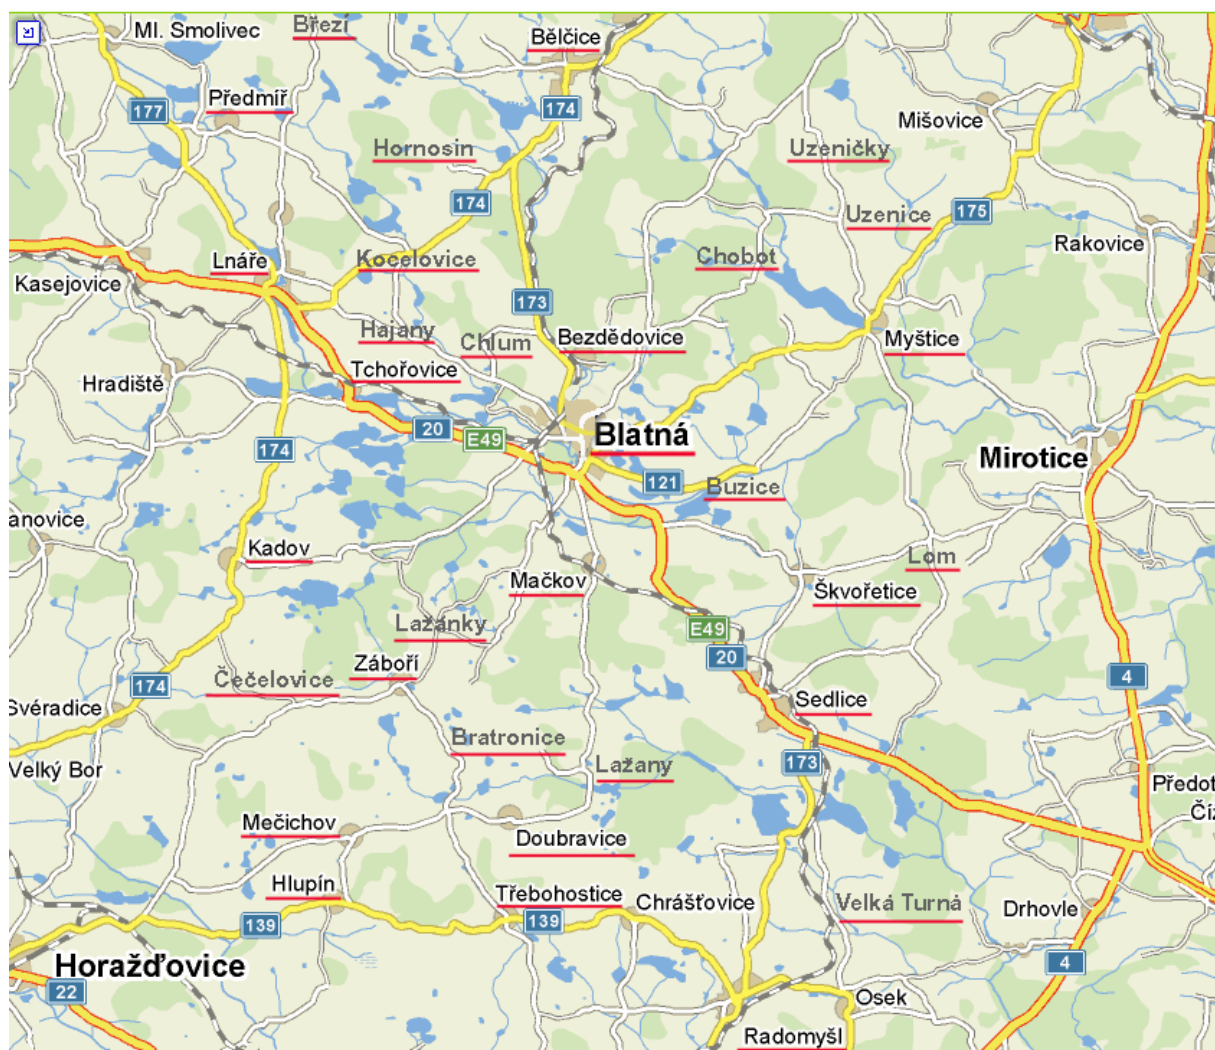 Březí
Ml. Smolivec
Bělčice
Předmíř
177
174
Mišovice
Hornosin
Uzeničky
174
175
Uzenice
Rakovice
Lnáře
Kocelovice
Chobot
Kasejovice
173
Hajany
Chlum
Bezdědovice
Myštice
Tchořovice
Hradiště
20
E49
Blatná
174
Mirotice
121
Buzice
anovice
Kadov
Lom
Mačkov
Škvořetice
Lažánky
E49
20
Záboří
Čečelovice
174
4
Svéradice
Sedlice
Bratronice
Velký Bor
Lažany
173
Předot
Číz
Mečichov
Doubravice
Hlupín
Třebohostice
Chrášťovice
Velká Turná
Drhovle
139
139
Horažďovice
4
22
Osek
Radomyšl